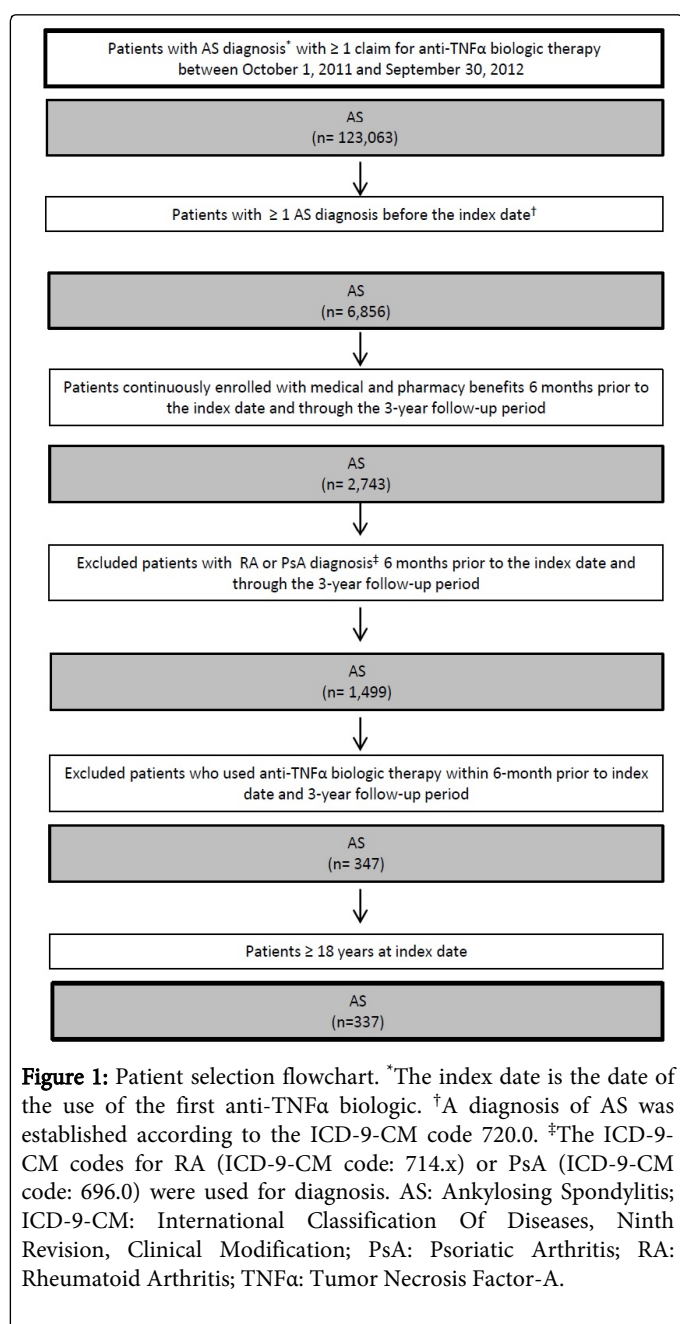 Patients with AS diagnosis* with ≥ 1 claim for anti-TNFα biologic therapy
between October 1, 2011 and September 30, 2012
AS
(n= 123,063)
Patients with ≥ 1 AS diagnosis before the index date†
AS
(n= 6,856)
Patients continuously enrolled with medical and pharmacy benefits 6 months prior to
the index date and through the 3-year follow-up period
AS
(n= 2,743)
Excluded patients with RA or PsA diagnosis‡ 6 months prior to the index date and
through the 3-year follow-up period
AS
(n= 1,499)
Excluded patients who used anti-TNFα biologic therapy within 6-month prior to index
date and 3-year follow-up period
AS
(n= 347)
Patients ≥ 18 years at index date
AS
(n=337)
Figure 1: Patient selection flowchart. *The index date is the date of
the use of the first anti-TNFα biologic. †A diagnosis of AS was
established according to the ICD-9-CM code 720.0. ‡The ICD-9-
CM codes for RA (ICD-9-CM code: 714.x) or PsA (ICD-9-CM
code: 696.0) were used for diagnosis. AS: Ankylosing Spondylitis;
ICD-9-CM: International Classification Of Diseases, Ninth
Revision, Clinical Modification; PsA: Psoriatic Arthritis; RA:
Rheumatoid Arthritis; TNFα: Tumor Necrosis Factor-A.